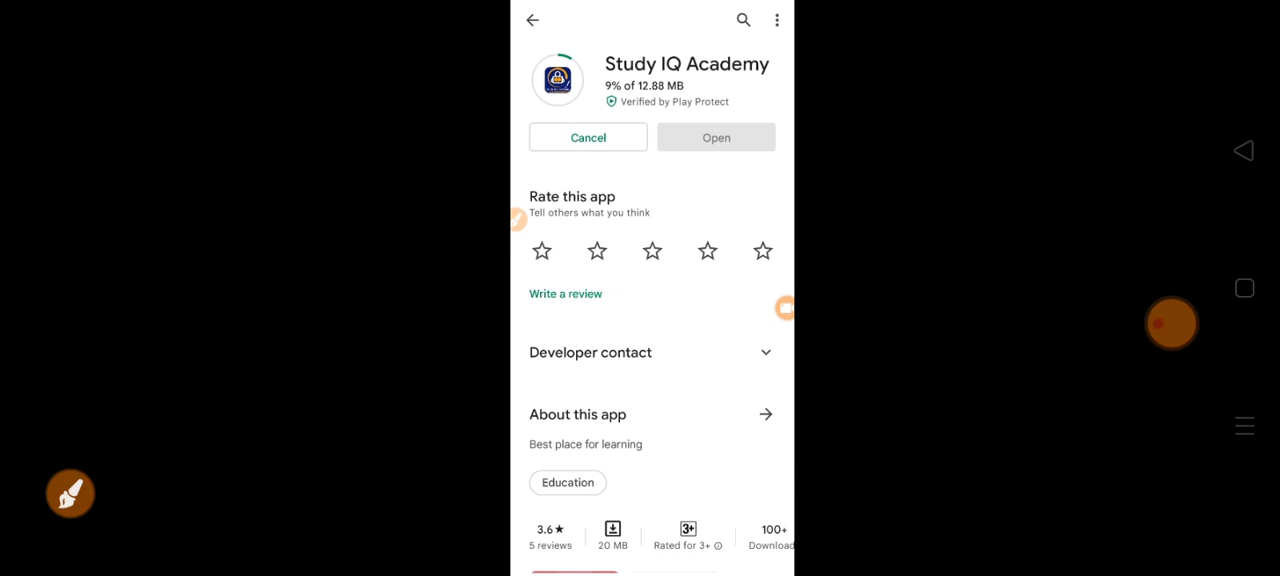 Study IQ Academy
9% of 12.88 MB
Verified by Play Protect
Cancel
Open
Rate this app
Tell others what you think
Write a review
Developer contact
About this app
Best place for learning
Education
3.6★
3+
100+
5 reviews
20 MB
Rated for 3+
Download